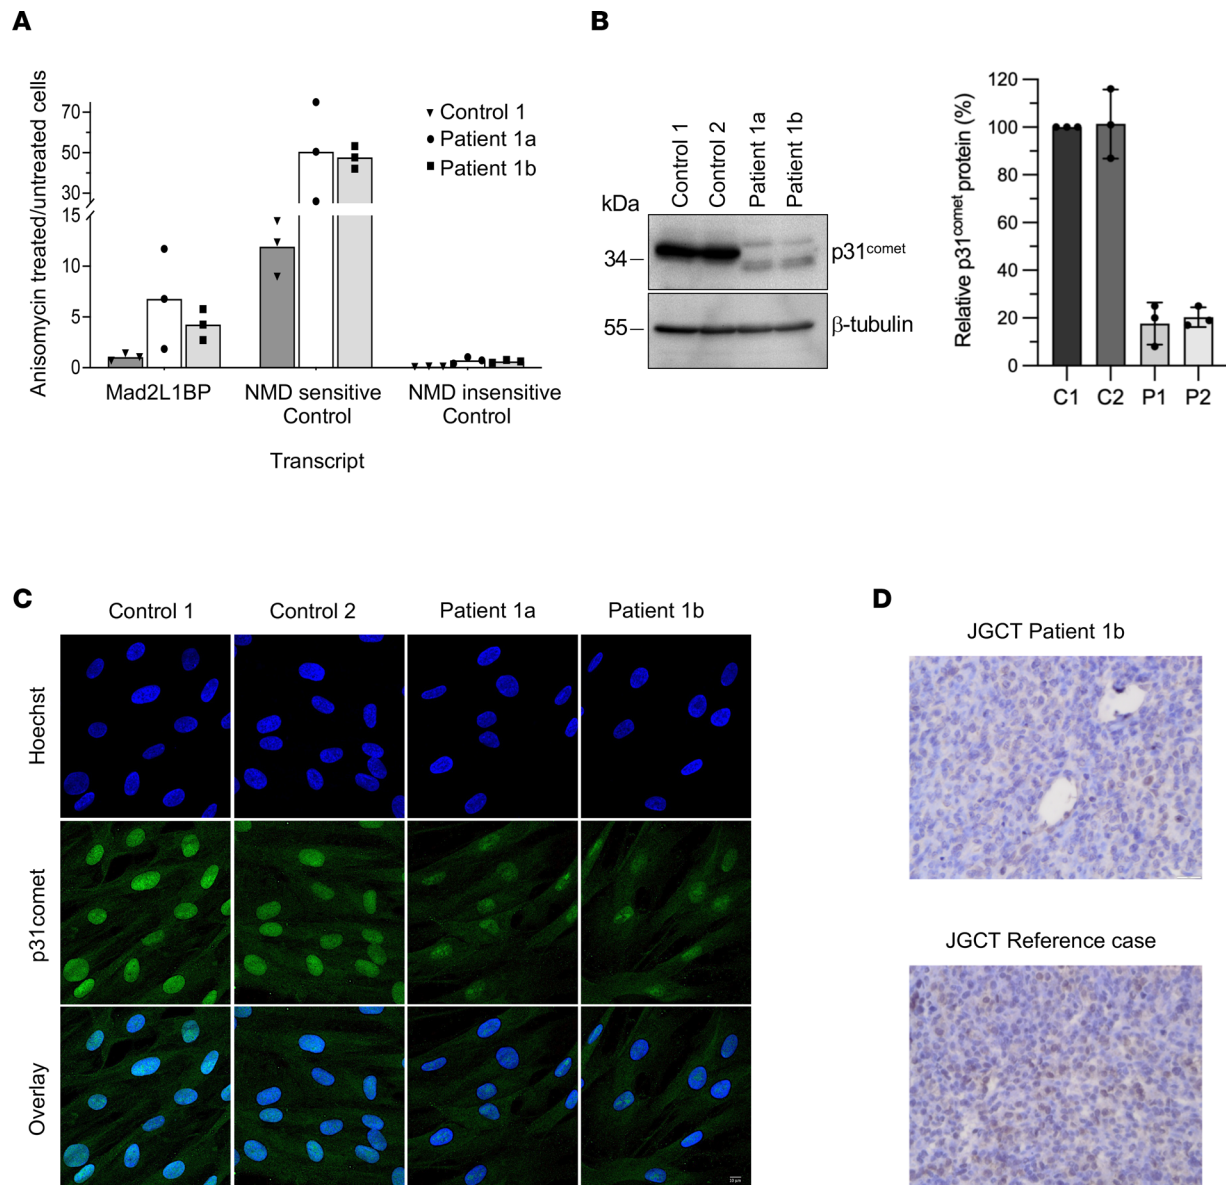 A
Anisomycin treated/untreated cells
70
50
30
15
10
5
0
Control 1
Patient 1a
Patient 1b
Mad2L1BP
NMD sensitive
Control
NMD insensitive
Control
Transcript
B
kDa
Control 1
Control 2
Patient 1a
Patient 1b
34
p31comet
55
β-tubulin
Relative p31comet protein (%)
120
100
80
60
40
20
0
C1
C2
P1
P2
C
Control 1
Control 2
Patient 1a
Patient 1b
Hoechst
p31comet
Overlay
10 µm
D
JGCT Patient 1b
JGCT Reference case